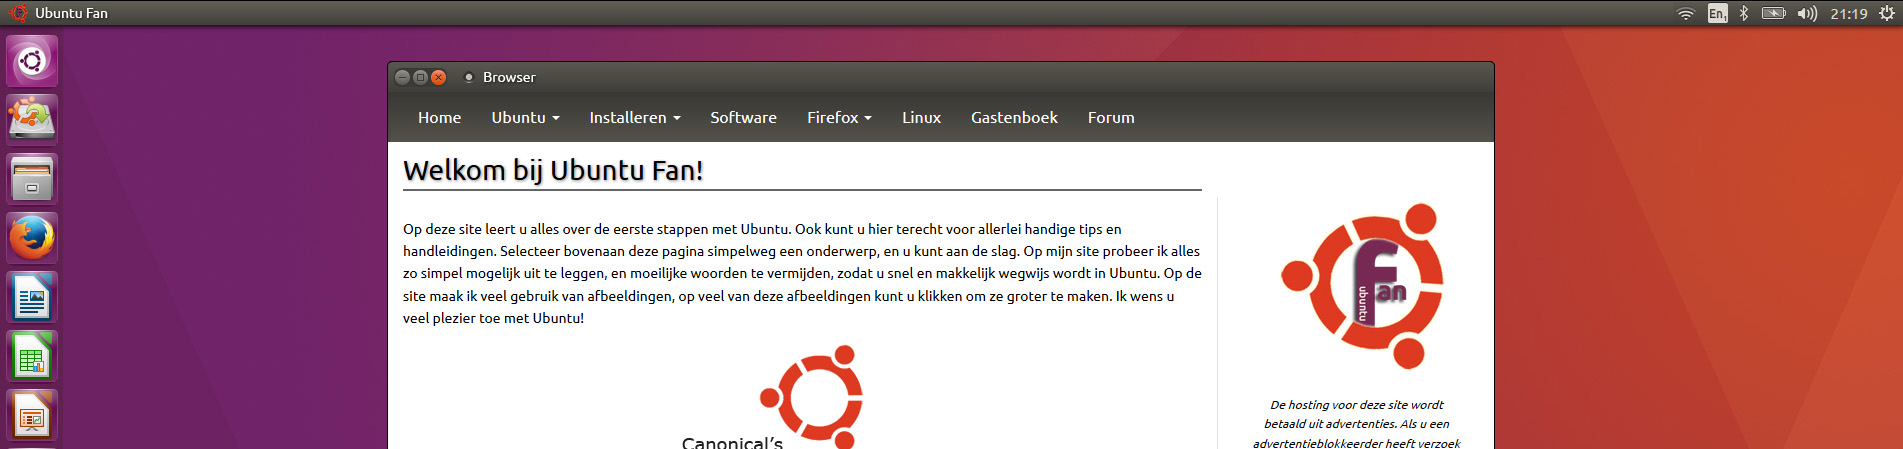 Ubuntu Fan
En1
21:19
Browser
Home Ubuntu Installeren Software Firefox Linux Gastenboek Forum
Welkom bij Ubuntu Fan!
Op deze site leert u alles over de eerste stappen met Ubuntu. Ook kunt u hier terecht voor allerlei handige tips en
handleidingen. Selecteer bovenaan deze pagina simpelweg een onderwerp, en u kunt aan de slag. Op mijn site probeer ik alles
zo simpel mogelijk uit te leggen, en moeilijke woorden te vermijden, zodat u snel en makkelijk wegwijs wordt in Ubuntu. Op de
site maak ik veel gebruik van afbeeldingen, op veel van deze afbeeldingen kunt u klikken om ze groter te maken. Ik wens u
veel plezier toe met Ubuntu!
Canonical's
ubuntu
fan
De hosting voor deze site wordt
betaald uit advertenties. Als u een
advertentieblokkeerder heeft verzoek